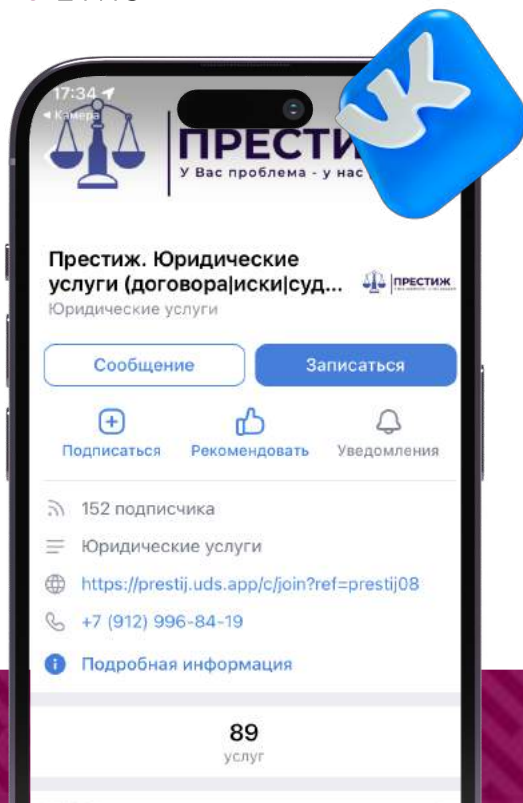 17:34
Камера
ПРЕСТИ
У Вас проблема - у нас
Престиж. Юридические
услуги (договора|иски|суд...
ПРЕСТИЖ
Юридические услуги
Сообщение
Записаться
Подписаться
Рекомендовать
Уведомления
152 подписчика
Юридические услуги
https://prestij.uds.app/c/join?ref=prestij08
+7 (912) 996-84-19
Подробная информация
89
услуг